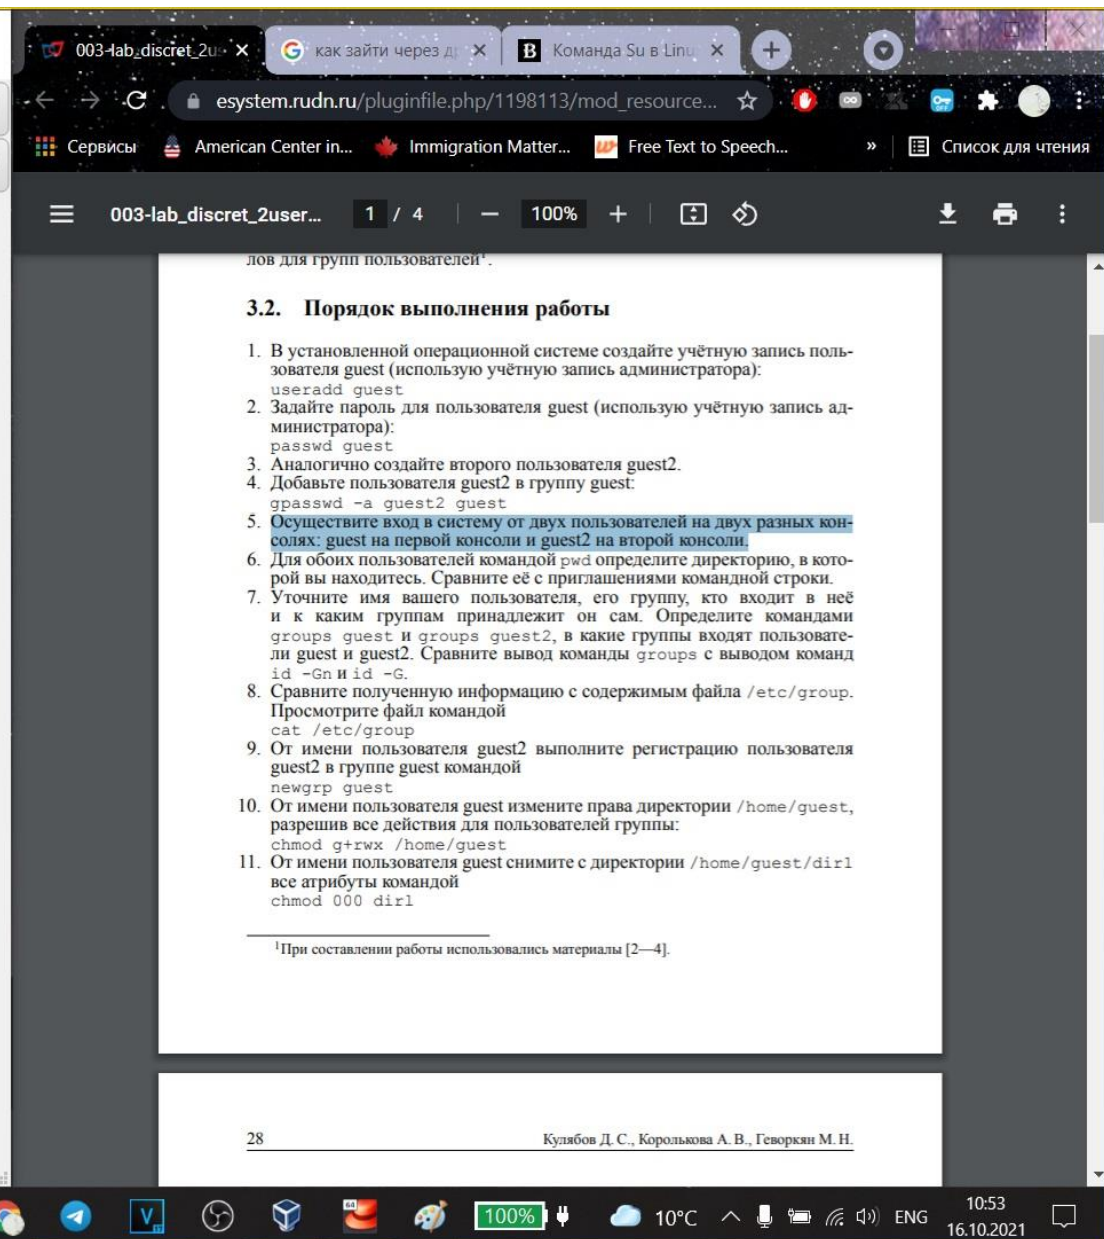 003-lab_discret_2u
как зайти через д
Команда Su в Linu
esystem.rudn.ru/pluginfile.php/1198113/mod_resource...
Сервисы
American Center in...
Immigration Matter...
Free Text to Speech...
»
Список для чтения
003-lab_discret_2user...
1 / 4
100%
лов для групп пользователей¹.
3.2. Порядок выполнения работы
1. В установленной операционной системе создайте учётную запись поль-
зователя guest (использую учётную запись администратора):
useradd guest
2. Задайте пароль для пользователя guest (использую учётную запись ад-
министратора):
passwd guest
3. Аналогично создайте второго пользователя guest2.
4. Добавьте пользователя guest2 в группу guest:
gpasswd -a guest2 guest
5. Осуществите вход в систему от двух пользователей на двух разных кон-
солях: guest на первой консоли и guest2 на второй консоли.
6. Для обоих пользователей командой pwd определите директорию, в кото-
рой вы находитесь. Сравните её с приглашениями командной строки.
7. Уточните имя вашего пользователя, его группу, кто входит в неё
и к каким группам принадлежит он сам. Определите командами
groups guest и groups guest2, в какие группы входят пользовате-
ли guest и guest2. Сравните вывод команды groups с выводом команд
id -Gn и id -G.
8. Сравните полученную информацию с содержимым файла /etc/group.
Просмотрите файл командой
cat /etc/group
9. От имени пользователя guest2 выполните регистрацию пользователя
guest2 в группе guest командой
newgrp guest
10. От имени пользователя guest измените права директории /home/guest,
разрешив все действия для пользователей группы:
chmod g+rwx /home/guest
11. От имени пользователя guest снимите с директории /home/guest/dir1
все атрибуты командой
chmod 000 dir1
¹При составлении работы использовались материалы [2—4].
28
Кулябов Д. С., Королькова А. В., Геворкян М. Н.
100%
10°C
ENG
10:53
16.10.2021